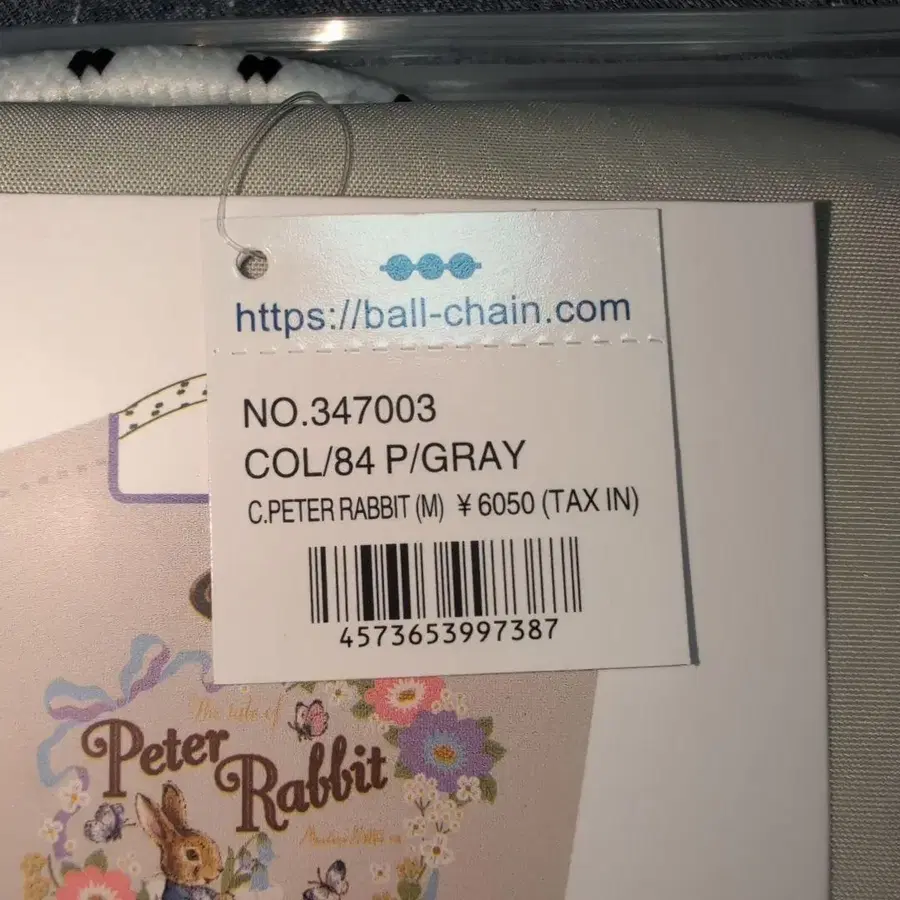 https://ball-chain.com
NO.347003
COL/84 P/GRAY
C.PETER RABBIT (M) ¥ 6050 (TAX IN)
4573653997387
The tale of
Peter
Rabbit